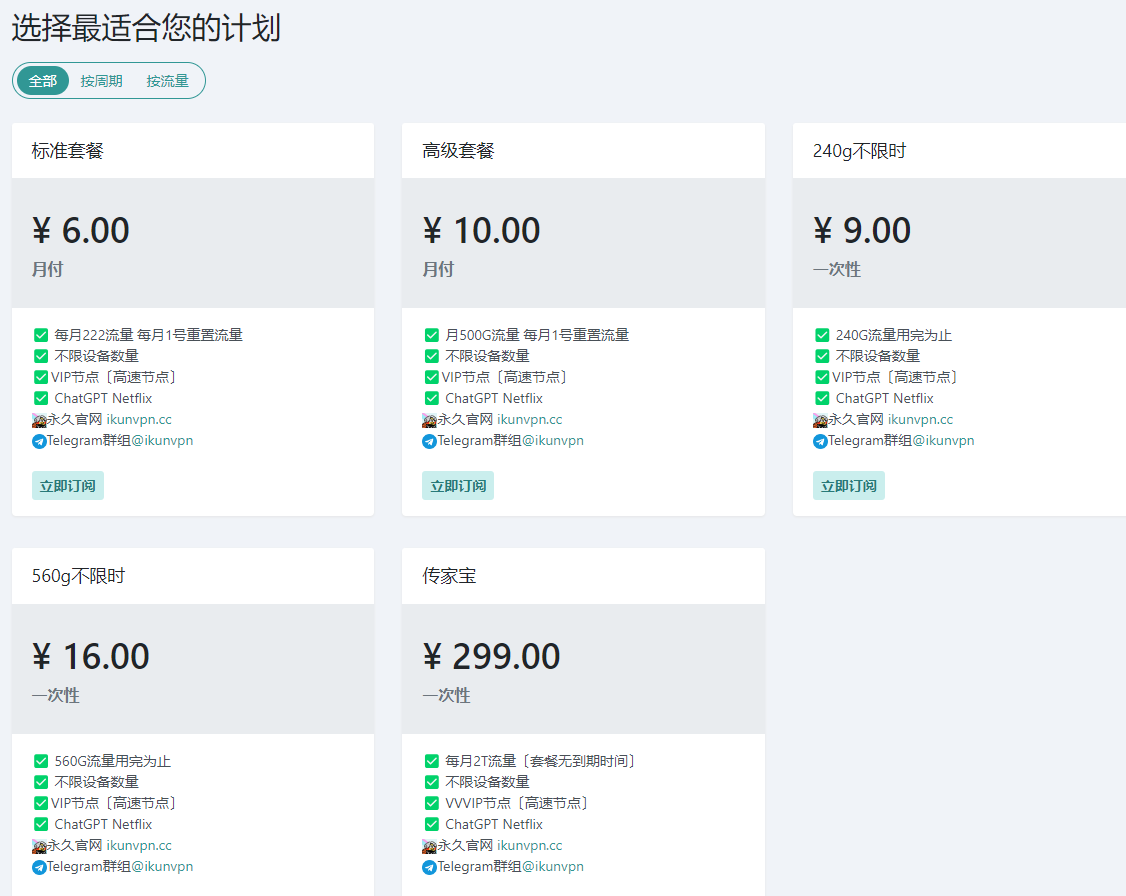 选择最适合您的计划
全部 按周期 按流量
标准套餐
¥ 6.00
月付
每月222流量 每月1号重置流量
不限设备数量
VIP节点〔高速节点〕
ChatGPT Netflix
永久官网 ikunvpn.cc
Telegram群组@ikunvpn
立即订阅
高级套餐
¥ 10.00
月付
月500G流量 每月1号重置流量
不限设备数量
VIP节点〔高速节点〕
ChatGPT Netflix
永久官网 ikunvpn.cc
Telegram群组@ikunvpn
立即订阅
240g不限时
¥ 9.00
一次性
240G流量用完为止
不限设备数量
VIP节点〔高速节点〕
ChatGPT Netflix
永久官网 ikunvpn.cc
Telegram群组@ikunvpn
立即订阅
560g不限时
¥ 16.00
一次性
560G流量用完为止
不限设备数量
VIP节点〔高速节点〕
ChatGPT Netflix
永久官网 ikunvpn.cc
Telegram群组@ikunvpn
传家宝
¥ 299.00
一次性
每月2T流量〔套餐无到期时间〕
不限设备数量
VVVIP节点〔高速节点〕
ChatGPT Netflix
永久官网 ikunvpn.cc
Telegram群组@ikunvpn